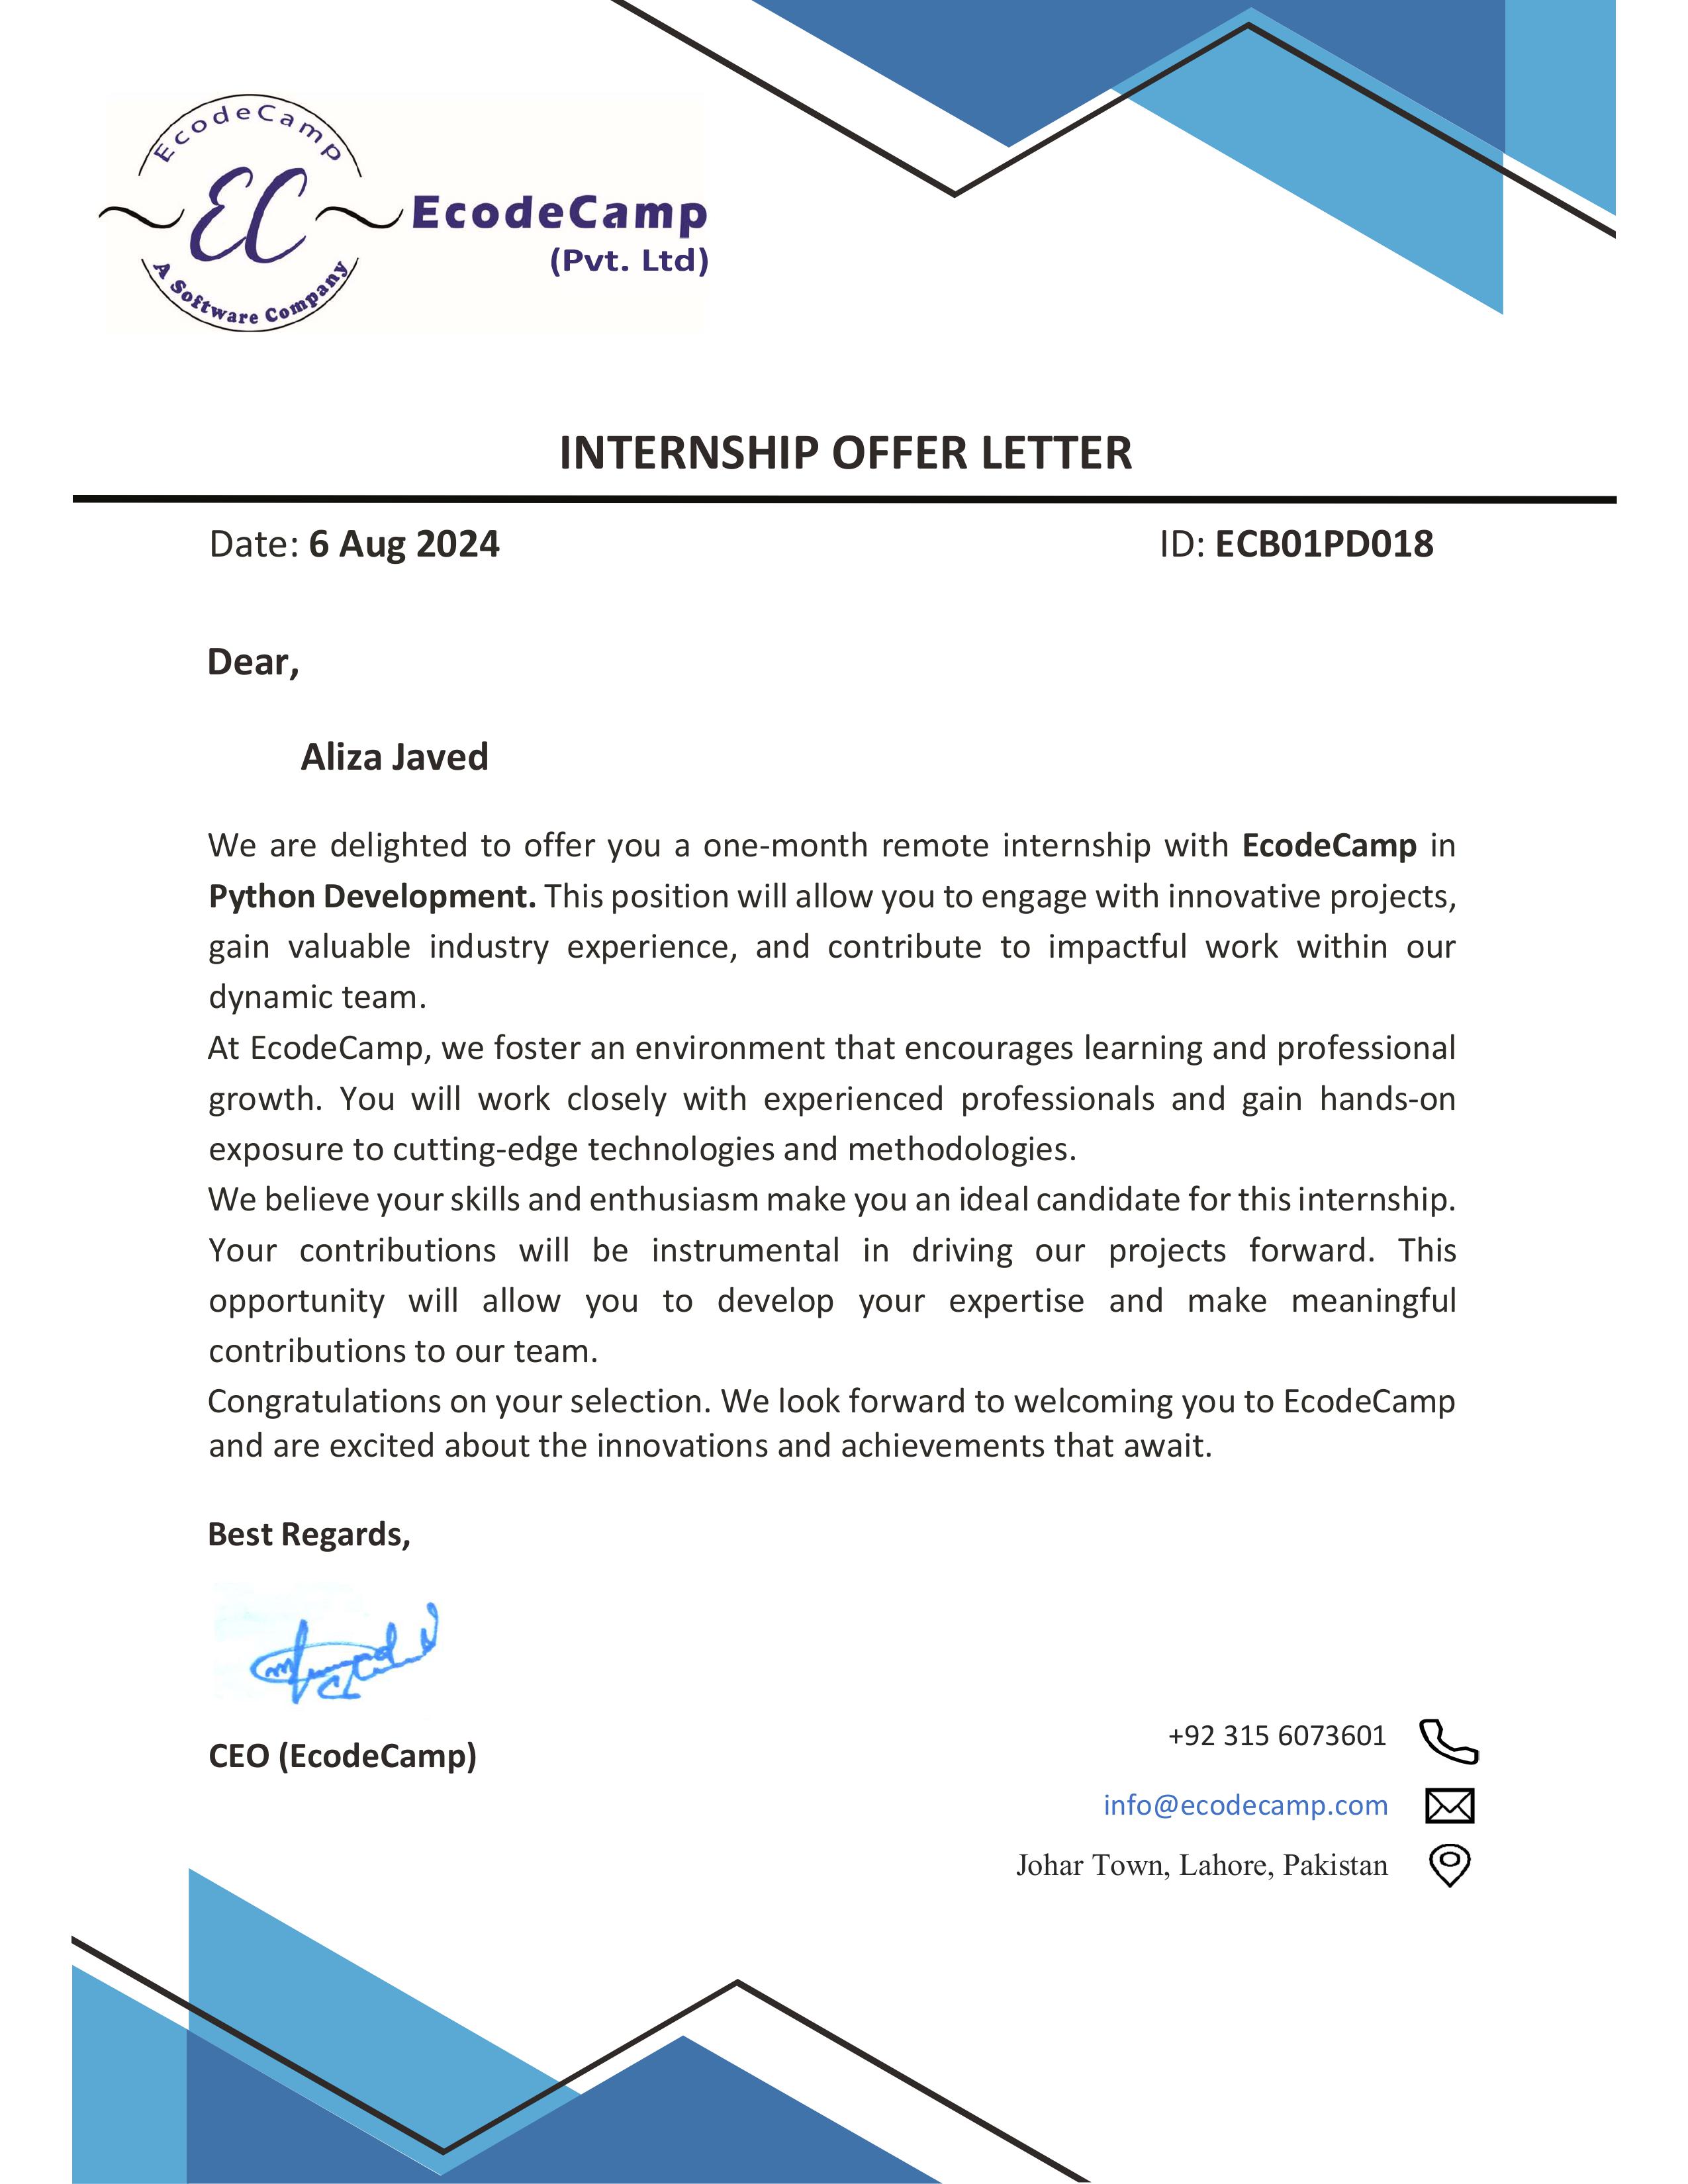 EcodeCamp
EC
A Software Company
EcodeCamp
(Pvt. Ltd)
INTERNSHIP OFFER LETTER
Date: 6 Aug 2024 ID: ECB01PD018
Dear,
Aliza Javed
We are delighted to offer you a one-month remote internship with EcodeCamp in
Python Development. This position will allow you to engage with innovative projects,
gain valuable industry experience, and contribute to impactful work within our
dynamic team.
At EcodeCamp, we foster an environment that encourages learning and professional
growth. You will work closely with experienced professionals and gain hands-on
exposure to cutting-edge technologies and methodologies.
We believe your skills and enthusiasm make you an ideal candidate for this internship.
Your contributions will be instrumental in driving our projects forward. This
opportunity will allow you to develop your expertise and make meaningful
contributions to our team.
Congratulations on your selection. We look forward to welcoming you to EcodeCamp
and are excited about the innovations and achievements that await.
Best Regards,
CEO (EcodeCamp)
+92 315 6073601
info@ecodecamp.com
Johar Town, Lahore, Pakistan